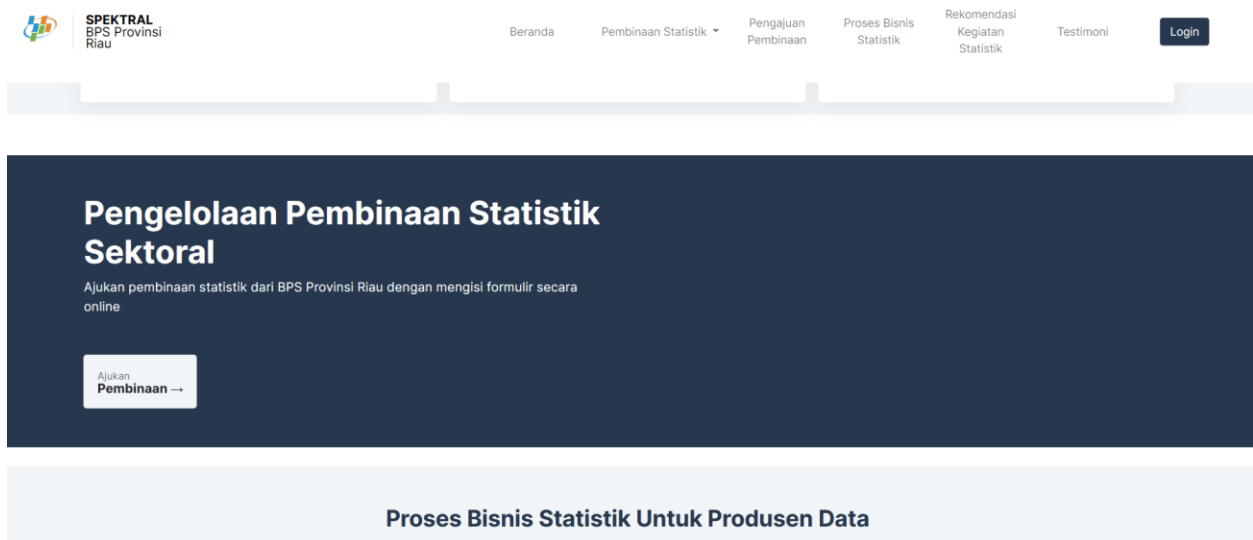 SPEKTRAL
BPS Provinsi
Riau
Beranda
Pembinaan Statistik
Pengajuan
Pembinaan
Proses Bisnis
Statistik
Rekomendasi
Kegiatan
Statistik
Testimoni
Login
Pengelolaan Pembinaan Statistik
Sektoral
Ajukan pembinaan statistik dari BPS Provinsi Riau dengan mengisi formulir secara
online
Ajukan
Pembinaan →
Proses Bisnis Statistik Untuk Produsen Data